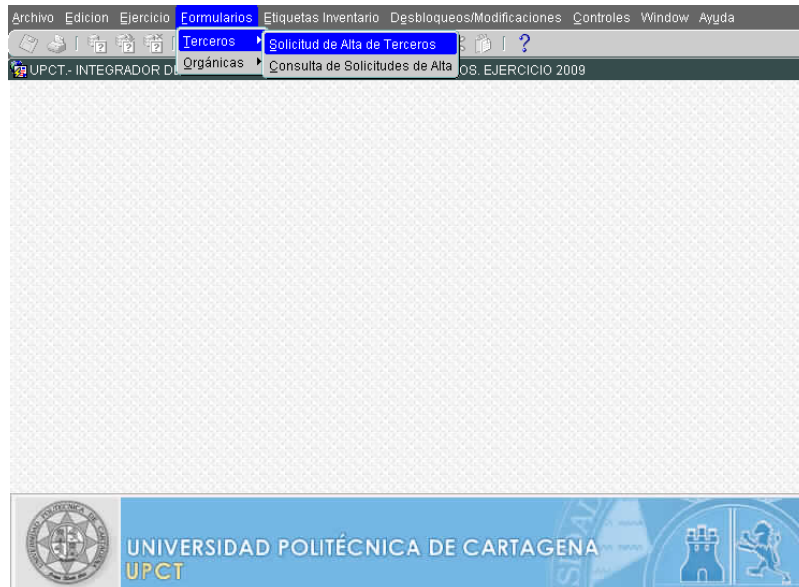 Archivo Edicion Ejercicio Formularios Etiquetas Inventario Desbloqueos/Modificaciones Controles Window Ayuda
Terceros
Solicitud de Alta de Terceros
Orgánicas
Consulta de Solicitudes de Alta
UPCT.- INTEGRADOR DE OS. EJERCICIO 2009
UNIVERSIDAD POLITÉCNICA DE CARTAGENA
UPCT